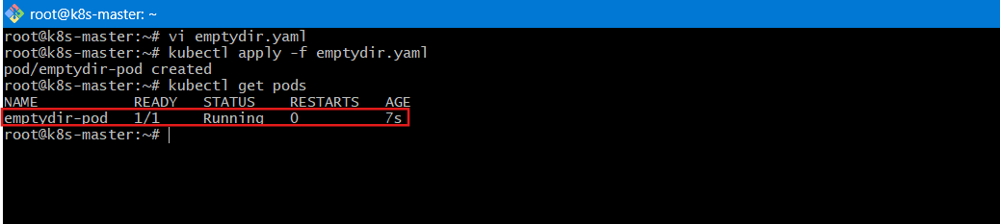 root@k8s-master: ~
root@k8s-master:~# vi emptydir.yaml
root@k8s-master:~# kubectl apply -f emptydir.yaml
pod/emptydir-pod created
root@k8s-master:~# kubectl get pods
NAME           READY   STATUS    RESTARTS   AGE
emptydir-pod   1/1     Running   0          7s
root@k8s-master:~#